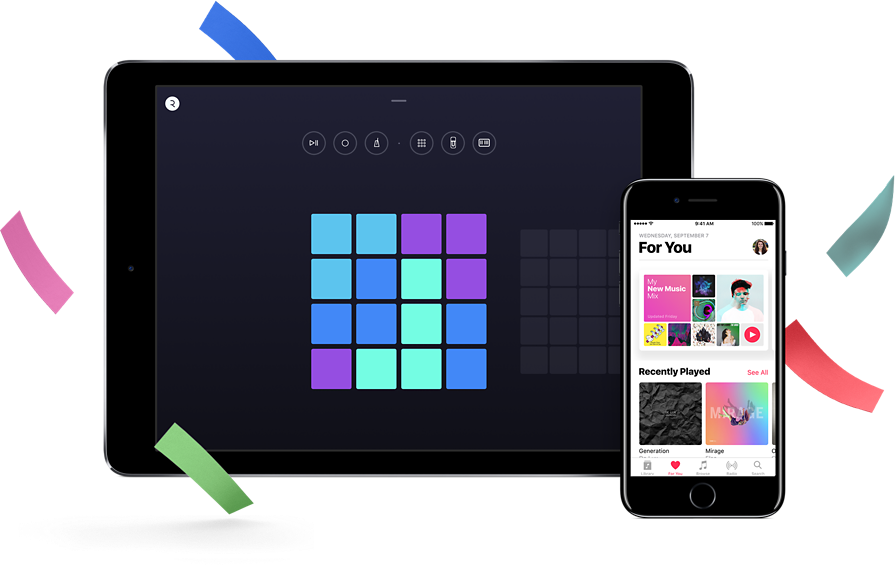 R
9:41 AM
100%
WEDNESDAY, SEPTEMBER 7
For You
My
New Music
Mix
Updated Friday
Recently Played
See All
MIRAGE
Generation
Mirage
Library
For You
Browse
Radio
Search